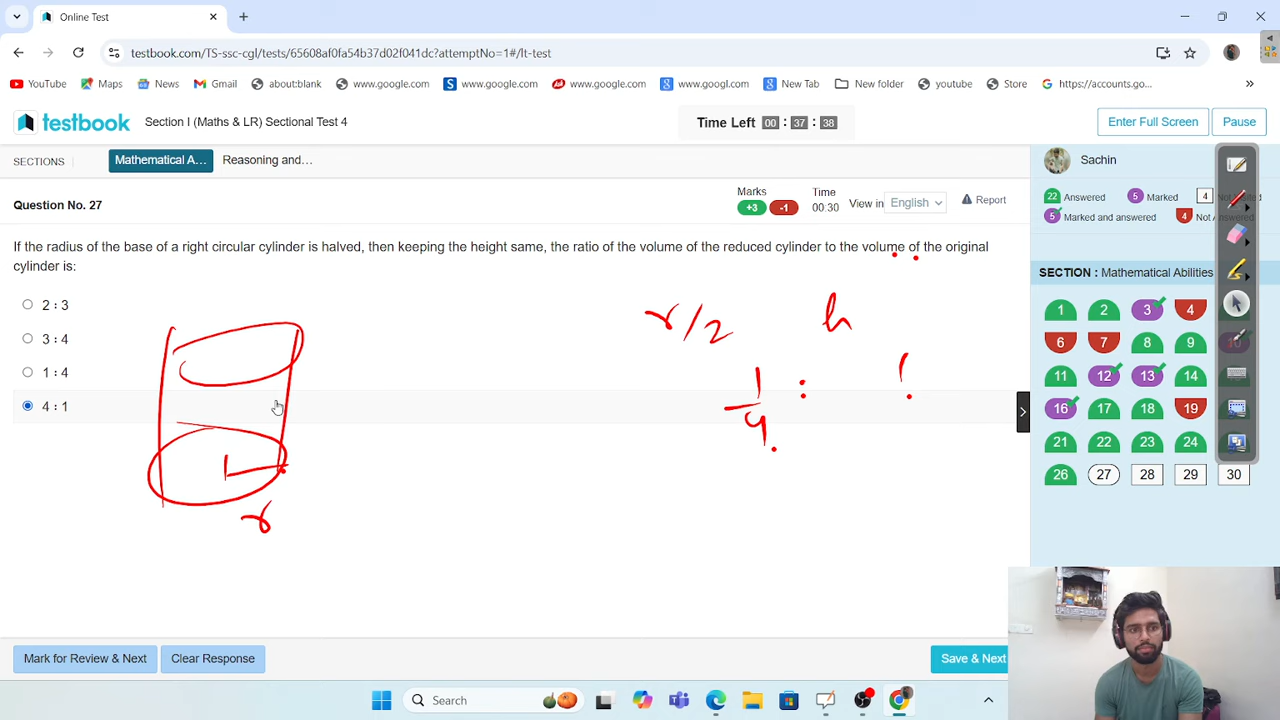 Online Test
testbook.com/TS-ssc-cgl/tests/65608af0fa54b37d02f041dc?attemptNo=1#/lt-test
YouTube Maps News Gmail about:blank www.google.com www.google.com www.google.com www.googl.com New Tab New folder youtube Store https://accounts.go...
testbook Section I (Maths & LR) Sectional Test 4 Time Left 00 : 37 : 38 Enter Full Screen Pause
SECTIONS Mathematical A... Reasoning and... Sachin
Question No. 27 Marks +3 -1 Time 00:30 View in English Report
22 Answered 5 Marked 4
5 Marked and answered 4
If the radius of the base of a right circular cylinder is halved, then keeping the height same, the ratio of the volume of the reduced cylinder to the volume of the original
cylinder is:
SECTION : Mathematical Abilities
2 : 3
3 : 4
1 : 4
4 : 1
r/2 h
1/4 : 1
r
1 2 3 4
6 7 8 9 10
11 12 13 14
16 17 18 19
21 22 23 24
26 27 28 29 30
Mark for Review & Next Clear Response Save & Next
Search